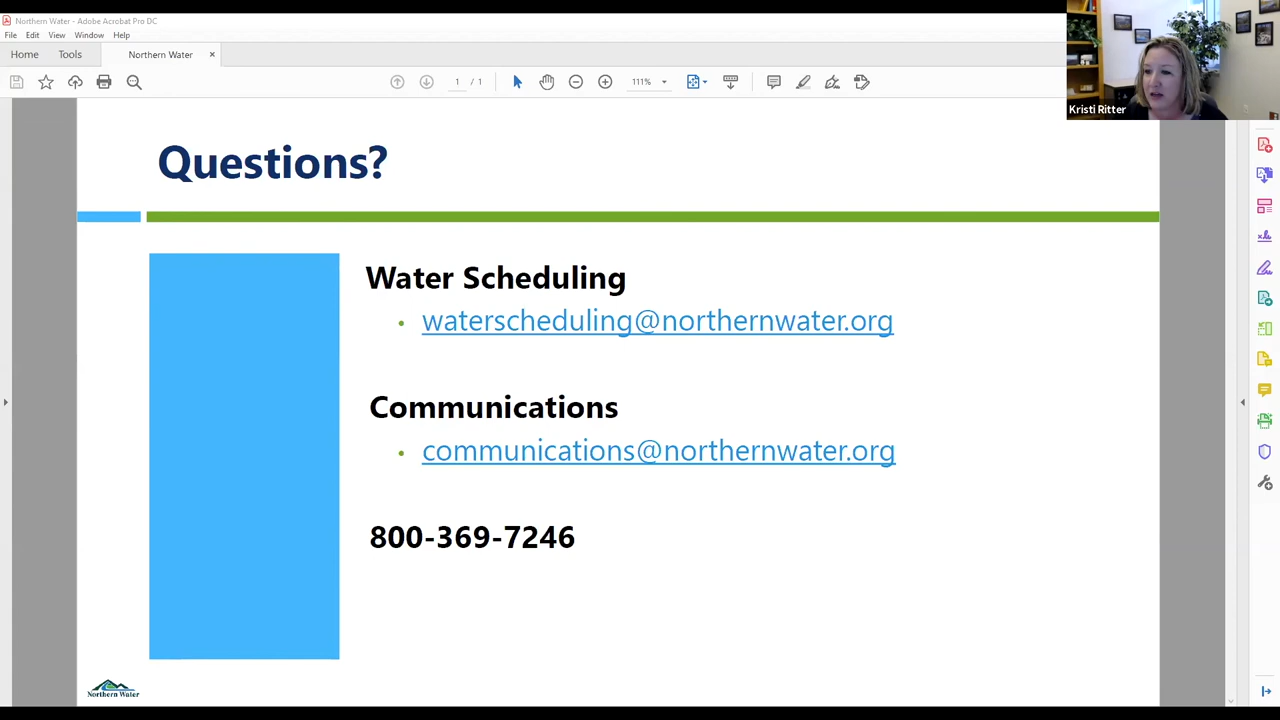 Northern Water - Adobe Acrobat Pro DC
File Edit View Window Help
Home Tools Northern Water ×
1 / 1 111%
Kristi Ritter
Questions?
Water Scheduling
• waterscheduling@northernwater.org
Communications
• communications@northernwater.org
800-369-7246
Northern Water